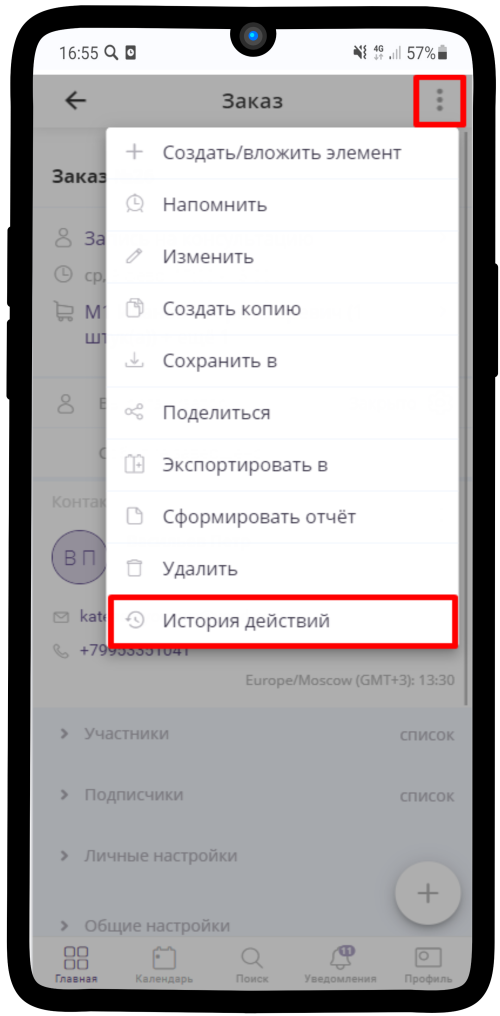 16:55 4G 57%
Заказ
Создать/вложить элемент
Заказ
Напомнить
За
Изменить
ср,
Создать копию
М
шт
Сохранить в
Поделиться
Экспортировать в
Контак
Сформировать отчёт
В П
Удалить
kate
История действий
+79953351041
Europe/Moscow (GMT+3): 13:30
Участники список
Подписчики список
Личные настройки
+
Общие настройки
11
Главная Календарь Поиск Уведомления Профиль